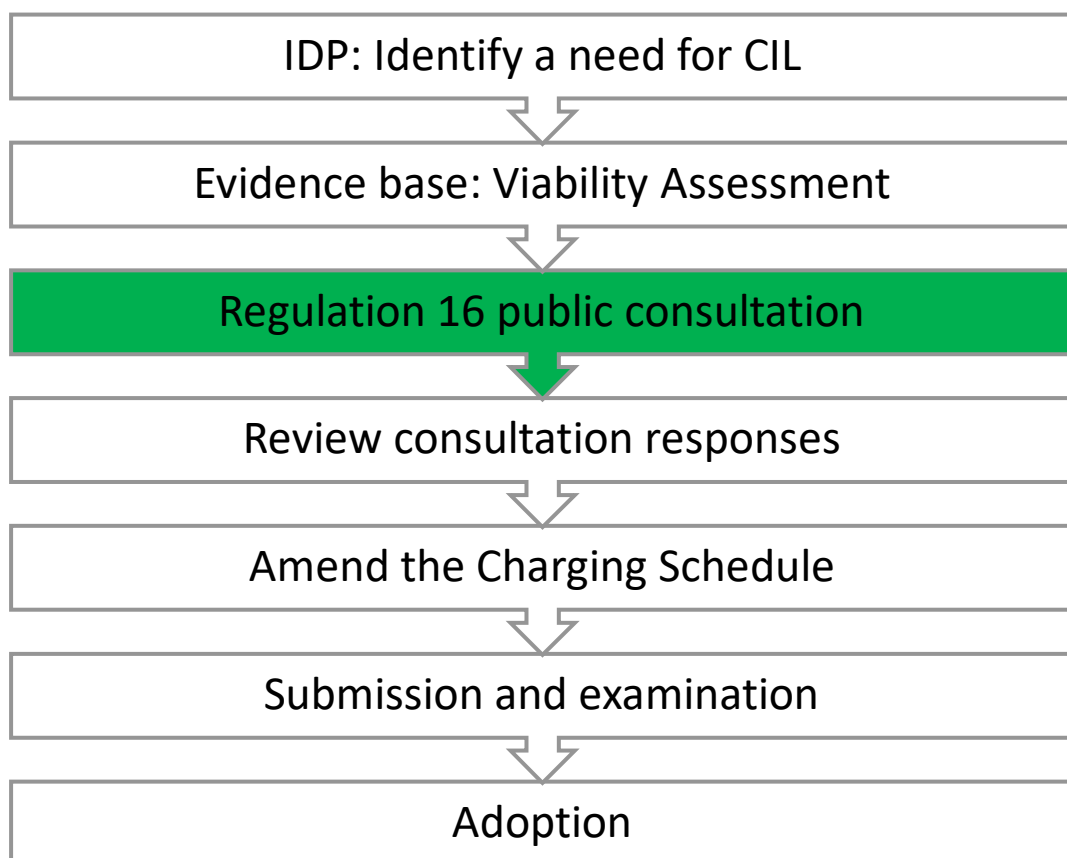 IDP: Identify a need for CIL
Evidence base: Viability Assessment
Regulation 16 public consultation
Review consultation responses
Amend the Charging Schedule
Submission and examination
Adoption